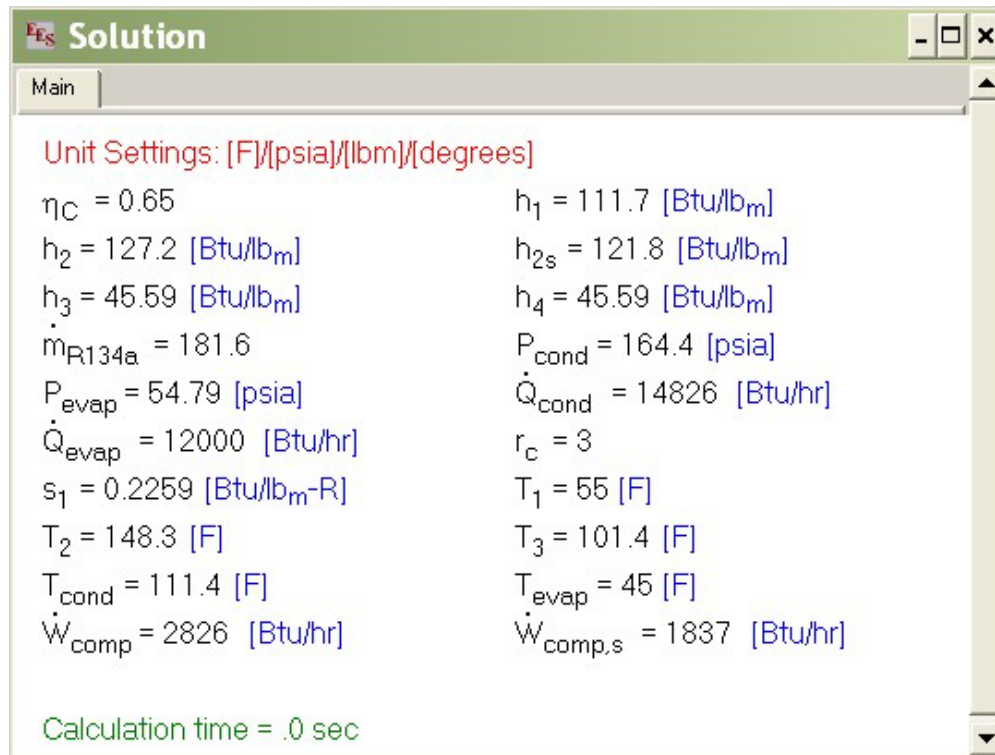 EES Solution
Main
Unit Settings: [F]/[psia]/[lbm]/[degrees]
ηC = 0.65 h1 = 111.7 [Btu/lbm]
h2 = 127.2 [Btu/lbm] h2s = 121.8 [Btu/lbm]
h3 = 45.59 [Btu/lbm] h4 = 45.59 [Btu/lbm]
ṁR134a = 181.6 Pcond = 164.4 [psia]
Pevap = 54.79 [psia] Q̇cond = 14826 [Btu/hr]
Q̇evap = 12000 [Btu/hr] rc = 3
s1 = 0.2259 [Btu/lbm-R] T1 = 55 [F]
T2 = 148.3 [F] T3 = 101.4 [F]
Tcond = 111.4 [F] Tevap = 45 [F]
Ẇcomp = 2826 [Btu/hr] Ẇcomp,s = 1837 [Btu/hr]
Calculation time = .0 sec